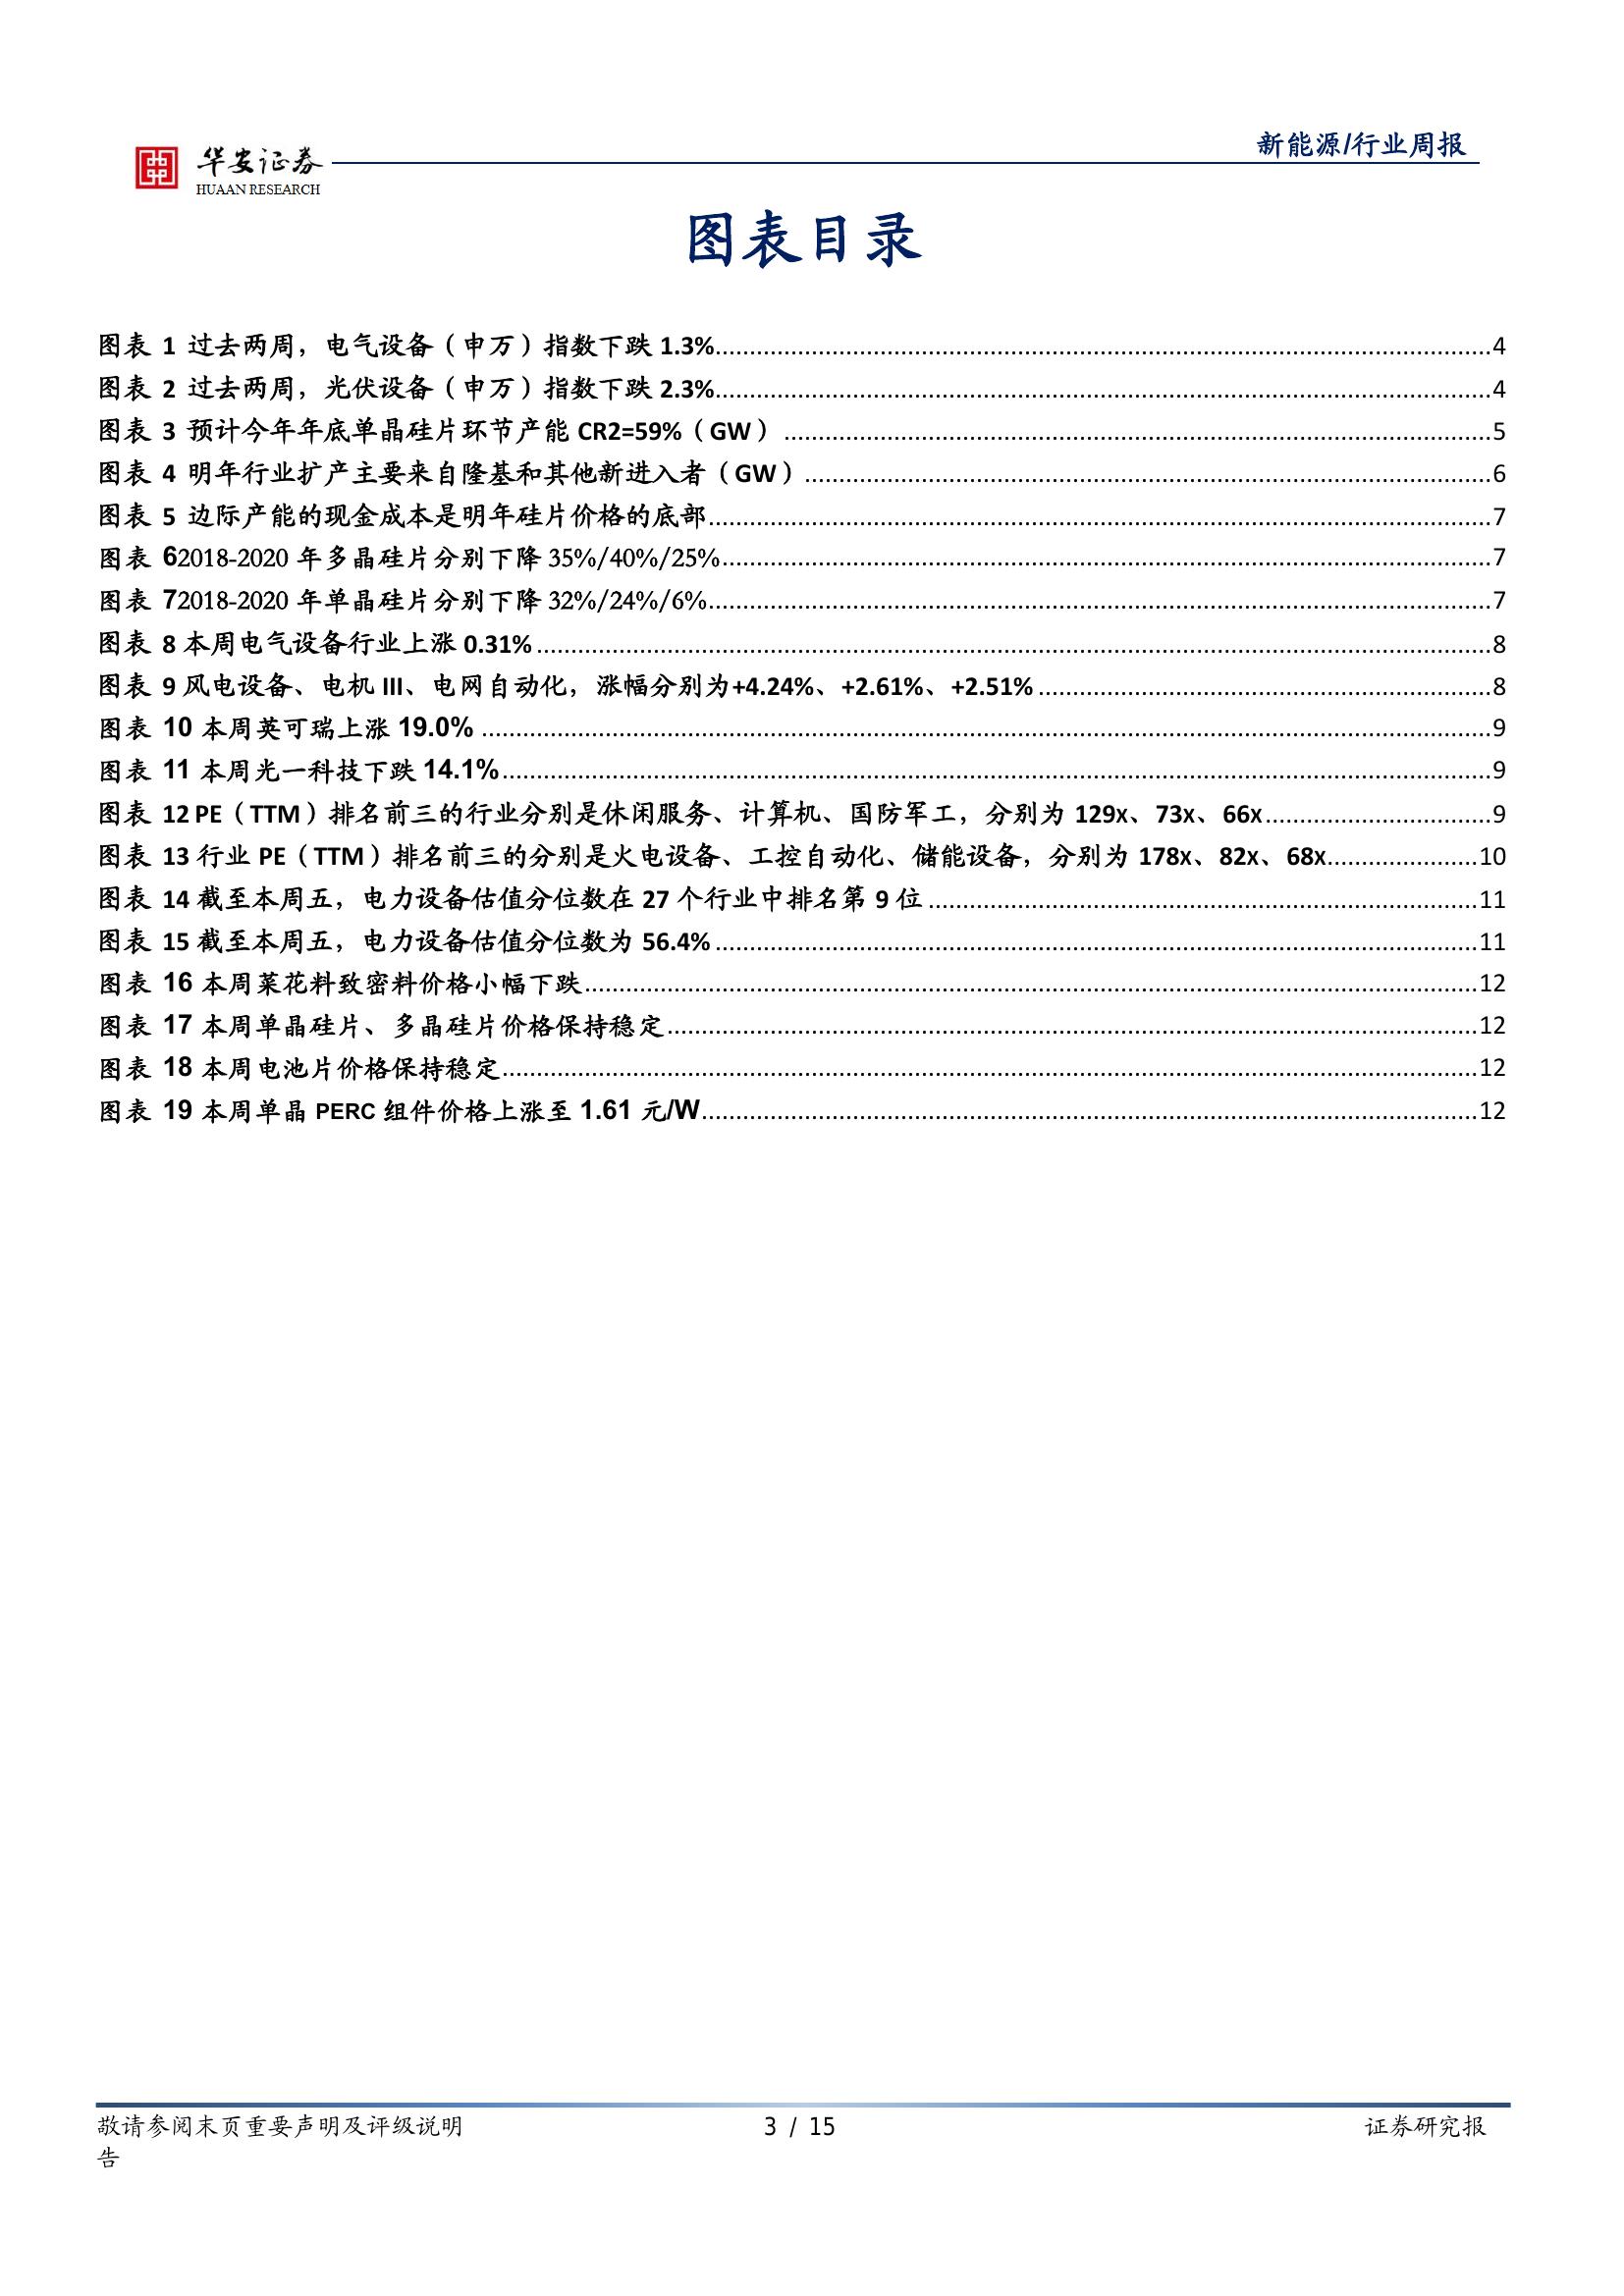 华安证券
HUAAN RESEARCH
新能源/行业周报
图表目录
图表 1 过去两周，电气设备（申万）指数下跌 1.3%........4
图表 2 过去两周，光伏设备（申万）指数下跌 2.3%........4
图表 3 预计今年年底单晶硅片环节产能 CR2=59%（GW）........5
图表 4 明年行业扩产主要来自隆基和其他新进入者（GW）........6
图表 5 边际产能的现金成本是明年硅片价格的底部........7
图表 62018-2020 年多晶硅片分别下降 35%/40%/25%........7
图表 72018-2020 年单晶硅片分别下降 32%/24%/6%........7
图表 8 本周电气设备行业上涨 0.31%........8
图表 9 风电设备、电机 III、电网自动化，涨幅分别为+4.24%、+2.61%、+2.51%........8
图表 10 本周英可瑞上涨 19.0%........9
图表 11 本周光一科技下跌 14.1%........9
图表 12 PE（TTM）排名前三的行业分别是休闲服务、计算机、国防军工，分别为 129x、73x、66x........9
图表 13 行业 PE（TTM）排名前三的分别是火电设备、工控自动化、储能设备，分别为 178x、82x、68x........10
图表 14 截至本周五，电力设备估值分位数在 27 个行业中排名第 9 位........11
图表 15 截至本周五，电力设备估值分位数为 56.4%........11
图表 16 本周菜花料致密料价格小幅下跌........12
图表 17 本周单晶硅片、多晶硅片价格保持稳定........12
图表 18 本周电池片价格保持稳定........12
图表 19 本周单晶 PERC 组件价格上涨至 1.61 元/W........12
敬请参阅末页重要声明及评级说明 3 / 15 证券研究报
告